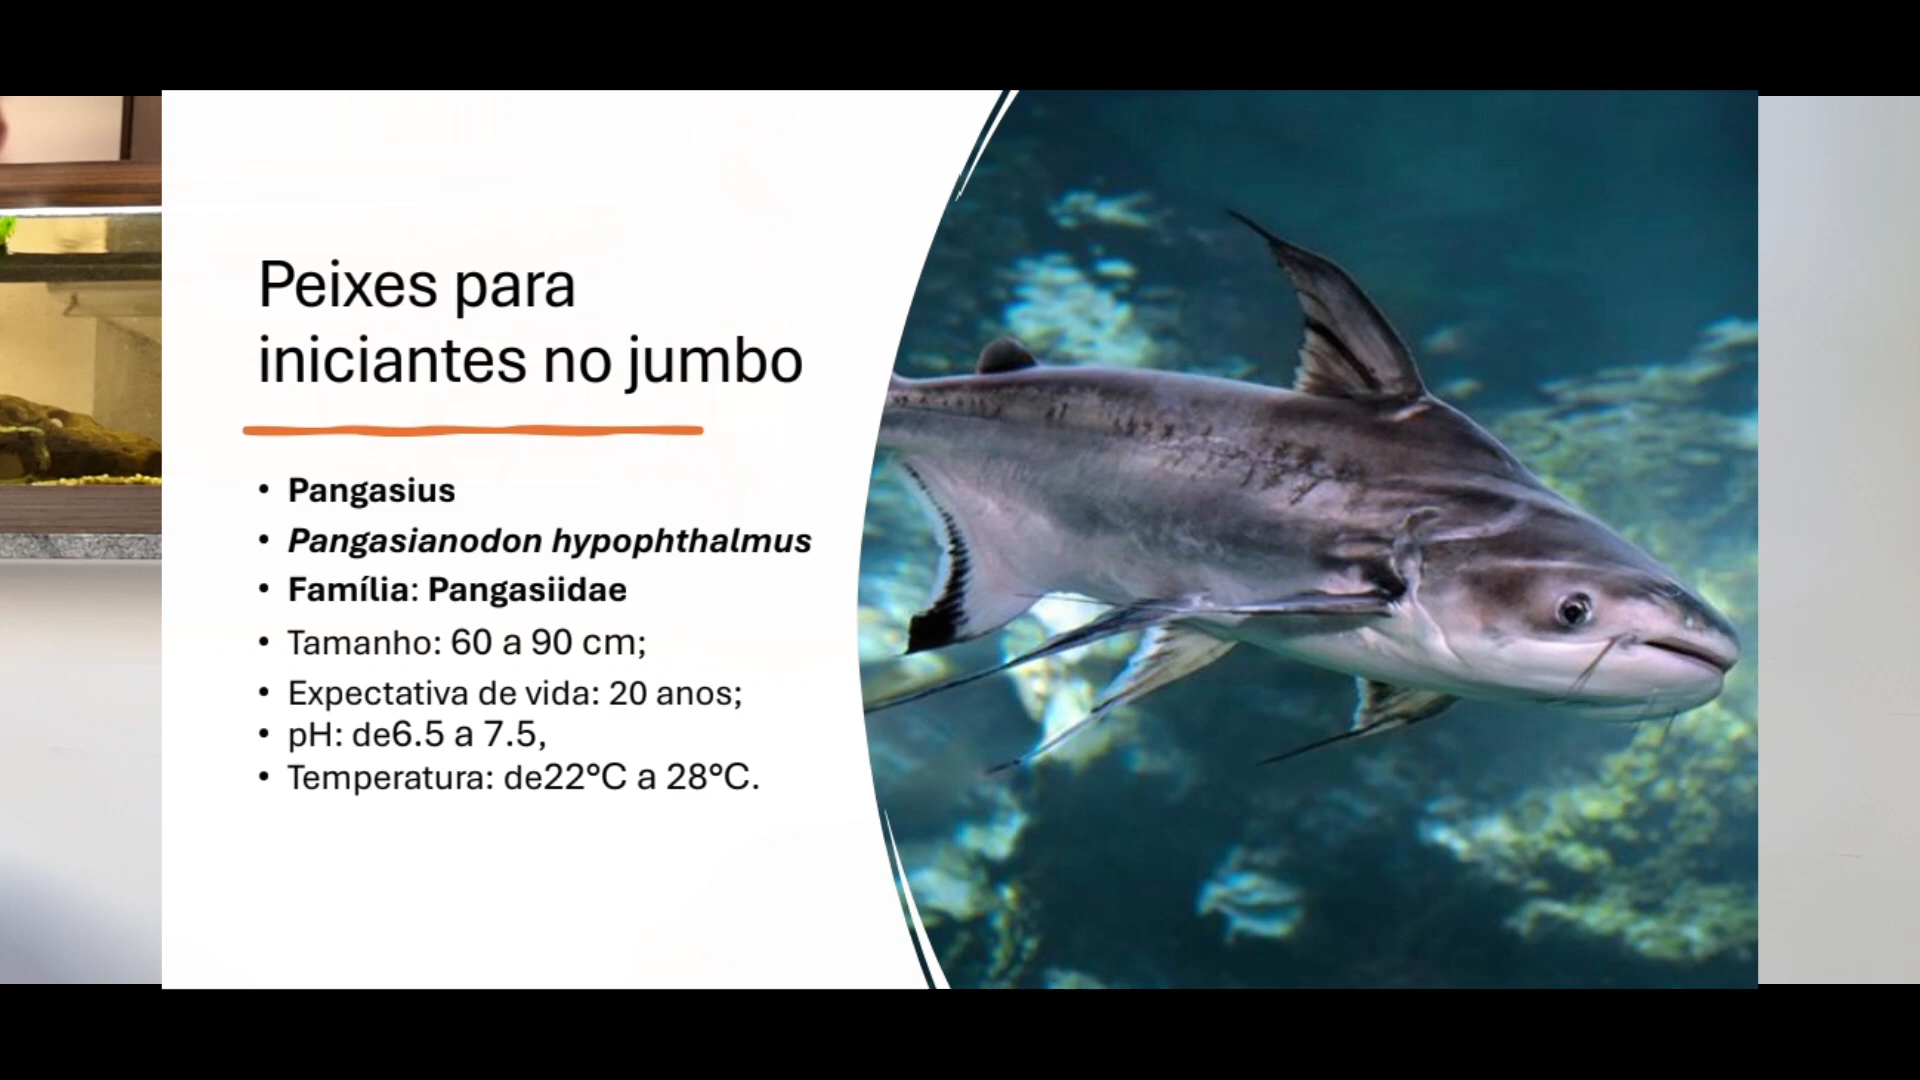 Peixes para
iniciantes no jumbo
• Pangasius
• Pangasianodon hypophthalmus
• Família: Pangasiidae
• Tamanho: 60 a 90 cm;
• Expectativa de vida: 20 anos;
• pH: de6.5 a 7.5,
• Temperatura: de22°C a 28°C.